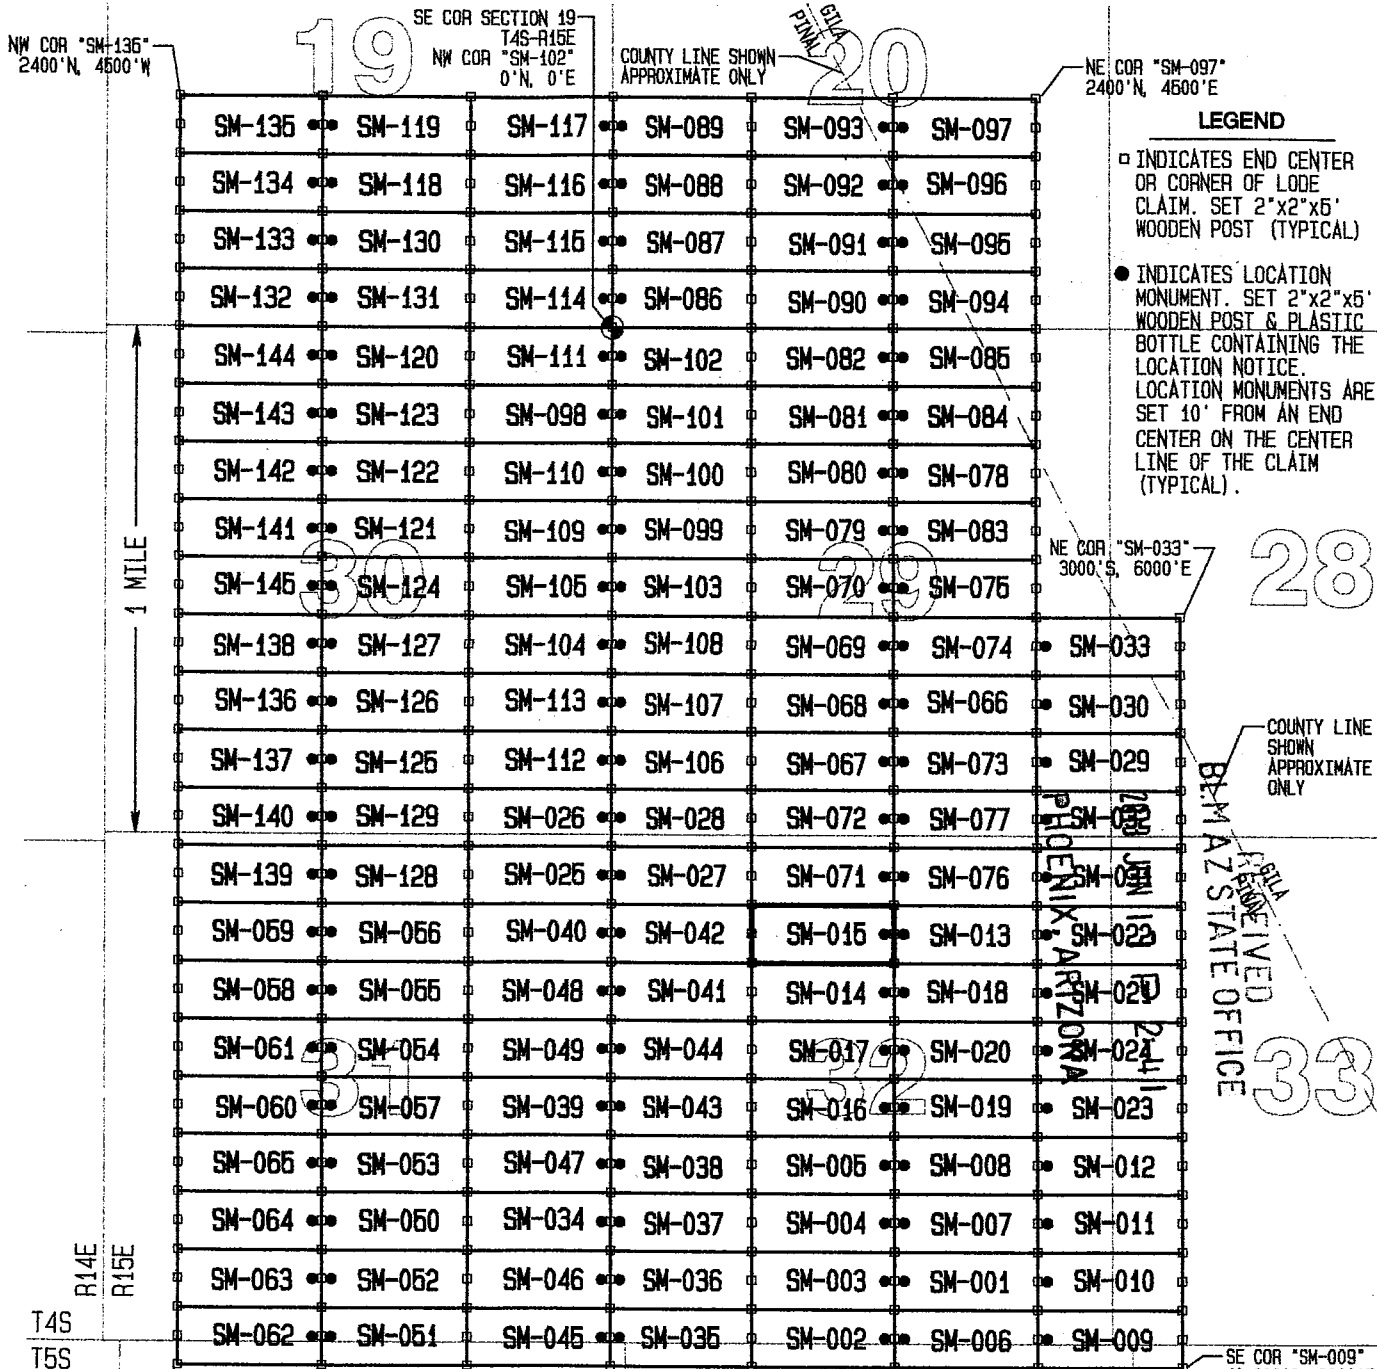 SE COR SECTION 19
T4S-R15E
NW COR "SM-102"
0'N, 0'E
NW COR "SM-135"
2400'N, 4500'W
COUNTY LINE SHOWN
APPROXIMATE ONLY
GILA
PINAL
NE COR "SM-097"
2400'N, 4500'E
19
20
LEGEND
INDICATES END CENTER
OR CORNER OF LODE
CLAIM. SET 2"x2"x5'
WOODEN POST (TYPICAL)
INDICATES LOCATION
MONUMENT. SET 2"x2"x5'
WOODEN POST & PLASTIC
BOTTLE CONTAINING THE
LOCATION NOTICE.
LOCATION MONUMENTS ARE
SET 10' FROM AN END
CENTER ON THE CENTER
LINE OF THE CLAIM
(TYPICAL).
SM-135 SM-119 SM-117 SM-089 SM-093 SM-097
SM-134 SM-118 SM-116 SM-088 SM-092 SM-096
SM-133 SM-130 SM-115 SM-087 SM-091 SM-095
SM-132 SM-131 SM-114 SM-086 SM-090 SM-094
SM-144 SM-120 SM-111 SM-102 SM-082 SM-085
SM-143 SM-123 SM-098 SM-101 SM-081 SM-084
SM-142 SM-122 SM-110 SM-100 SM-080 SM-078
SM-141 SM-121 SM-109 SM-099 SM-079 SM-083
SM-145 SM-124 SM-105 SM-103 SM-070 SM-075
SM-138 SM-127 SM-104 SM-108 SM-069 SM-074 SM-033
SM-136 SM-126 SM-113 SM-107 SM-068 SM-066 SM-030
SM-137 SM-125 SM-112 SM-106 SM-067 SM-073 SM-029
SM-140 SM-129 SM-026 SM-028 SM-072 SM-077 SM-032
SM-139 SM-128 SM-025 SM-027 SM-071 SM-076 SM-031
SM-059 SM-056 SM-040 SM-042 SM-015 SM-013 SM-022
SM-058 SM-055 SM-048 SM-041 SM-014 SM-018 SM-021
SM-061 SM-054 SM-049 SM-044 SM-017 SM-020 SM-024
SM-060 SM-057 SM-039 SM-043 SM-016 SM-019 SM-023
SM-065 SM-053 SM-047 SM-038 SM-005 SM-008 SM-012
SM-064 SM-050 SM-034 SM-037 SM-004 SM-007 SM-011
SM-063 SM-052 SM-046 SM-036 SM-003 SM-001 SM-010
SM-062 SM-051 SM-045 SM-035 SM-002 SM-006 SM-009
1 MILE
30
29
28
31
32
33
NE COR "SM-033"
3000'S, 6000'E
COUNTY LINE
SHOWN
APPROXIMATE
ONLY
GILA
PINAL
RECEIVED
BLM AZ STATE OFFICE
PHOENIX, ARIZONA
R14E
R15E
T4S
T5S
SE COR "SM-009"